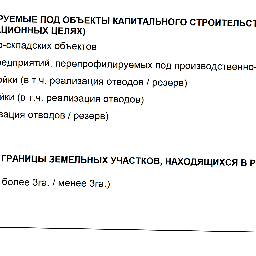 РУЕМЫЕ ПОД ОБЪЕКТЫ КАПИТАЛЬНОГО СТРОИТЕЛЬСТ
АЦИОННЫХ ЦЕЛЯХ)
о-складских объектов
редприятий, перепрофилируемых под производственно-
ойки (в т.ч. реализация отводов / резерв)
йки (в т.ч. реализация отводов)
зация отводов / резерв)
ГРАНИЦЫ ЗЕМЕЛЬНЫХ УЧАСТКОВ, НАХОДЯЩИХСЯ В Р
более 3га. / менее 3га.)